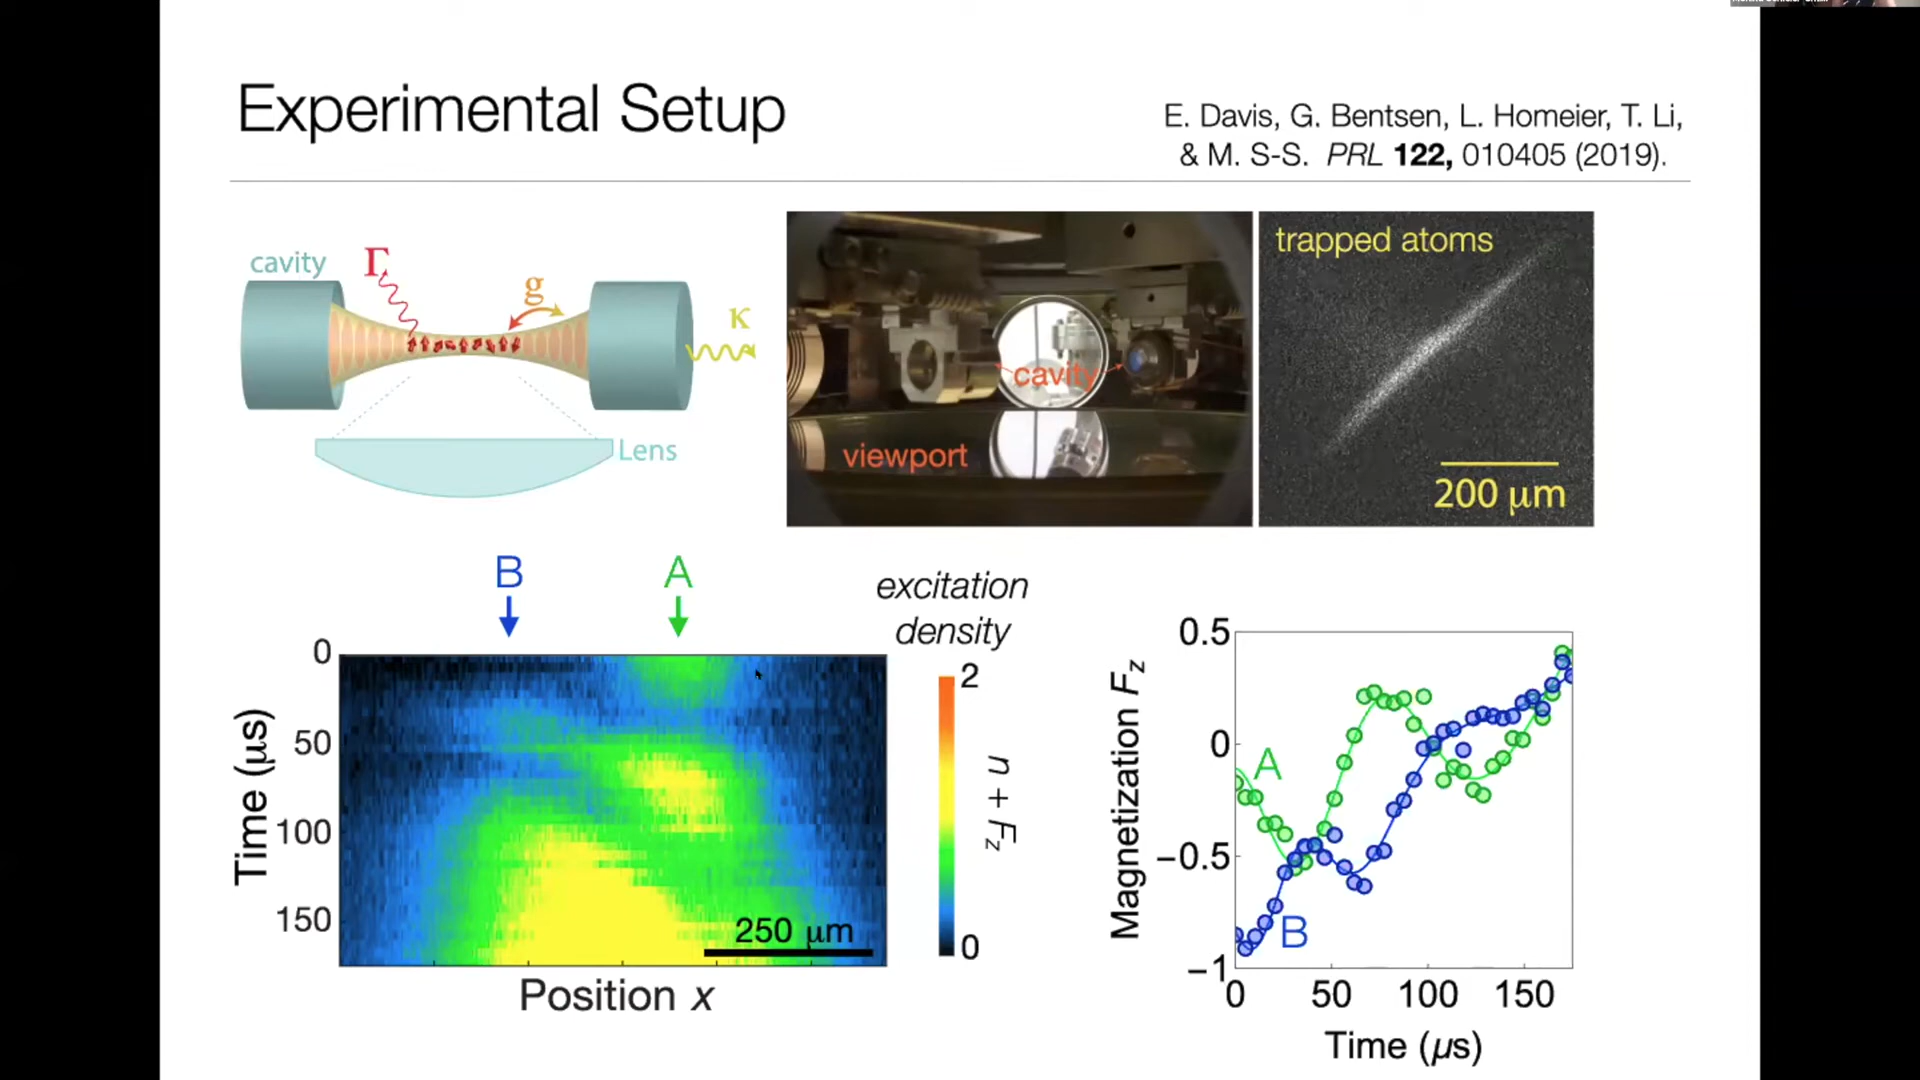 Experimental Setup
E. Davis, G. Bentsen, L. Homeier, T. Li,
& M. S-S. PRL 122, 010405 (2019).
cavity
Γ
g
κ
Lens
cavity
viewport
trapped atoms
200 μm
B
A
excitation
density
0
50
100
150
Time (μs)
250 μm
Position x
2
0
n + Fz
0.5
0
−0.5
−1
Magnetization Fz
A
B
0 50 100 150
Time (μs)